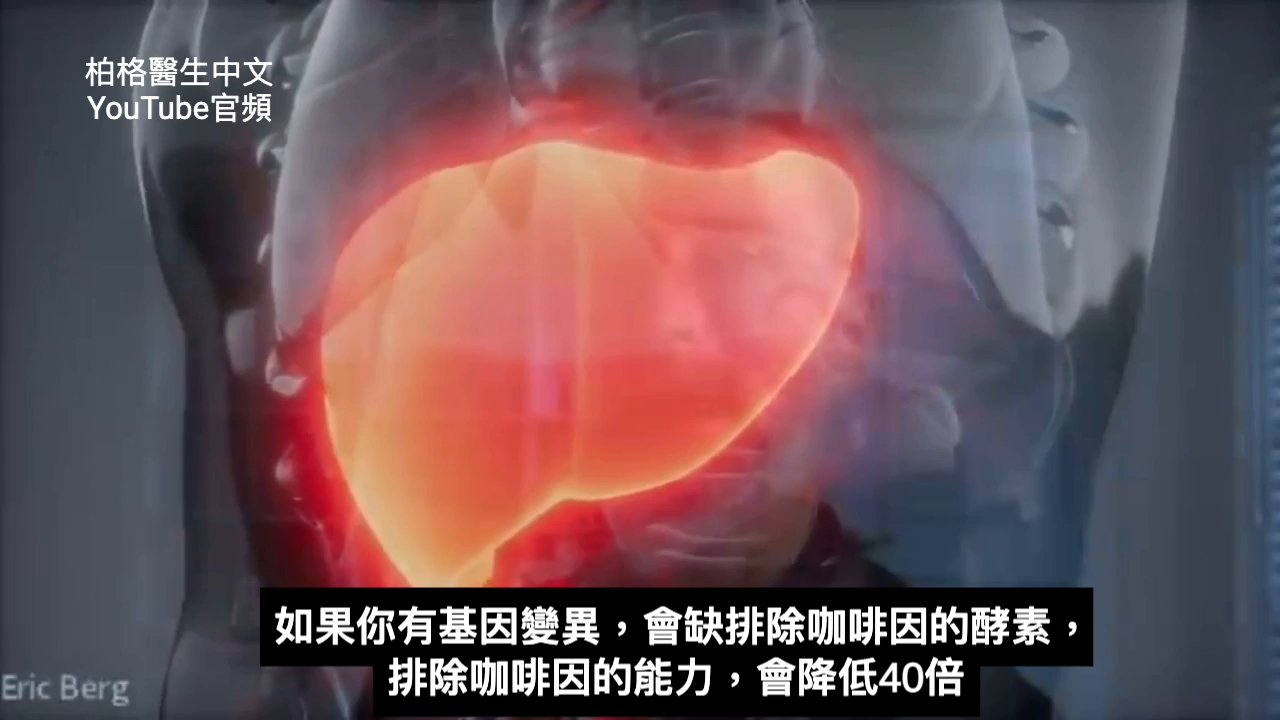 柏格醫生中文
YouTube官頻
如果你有基因變異，會缺排除咖啡因的酵素，
排除咖啡因的能力，會降低40倍
Eric Berg